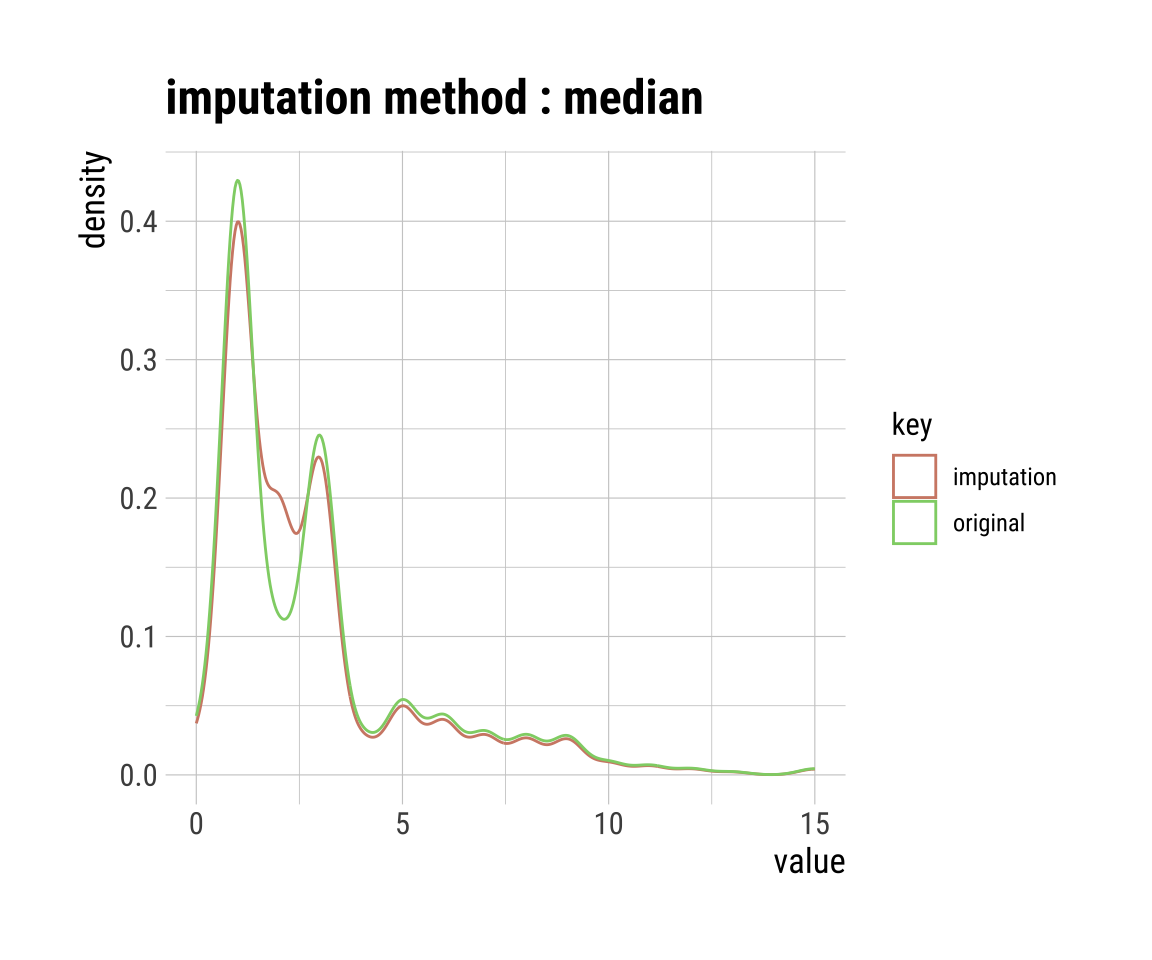 imputation method : median
density
0.4
0.3
0.2
0.1
0.0
0 5 10 15
value
key
imputation
original